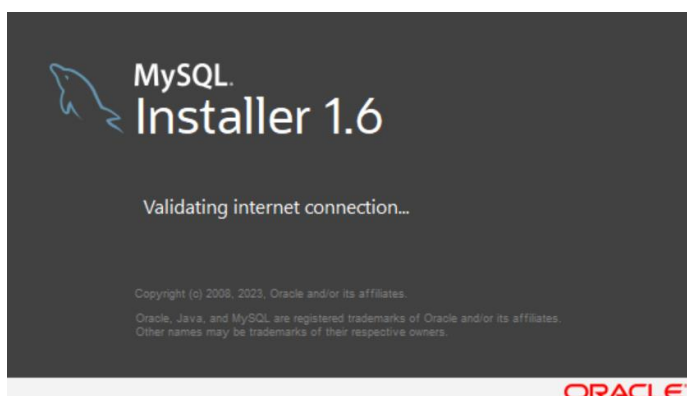 MySQL.
Installer 1.6
Validating internet connection...
Copyright (c) 2008, 2023, Oracle and/or its affiliates.
Oracle, Java, and MySQL are registered trademarks of Oracle and/or its affiliates.
Other names may be trademarks of their respective owners.
ORACLE